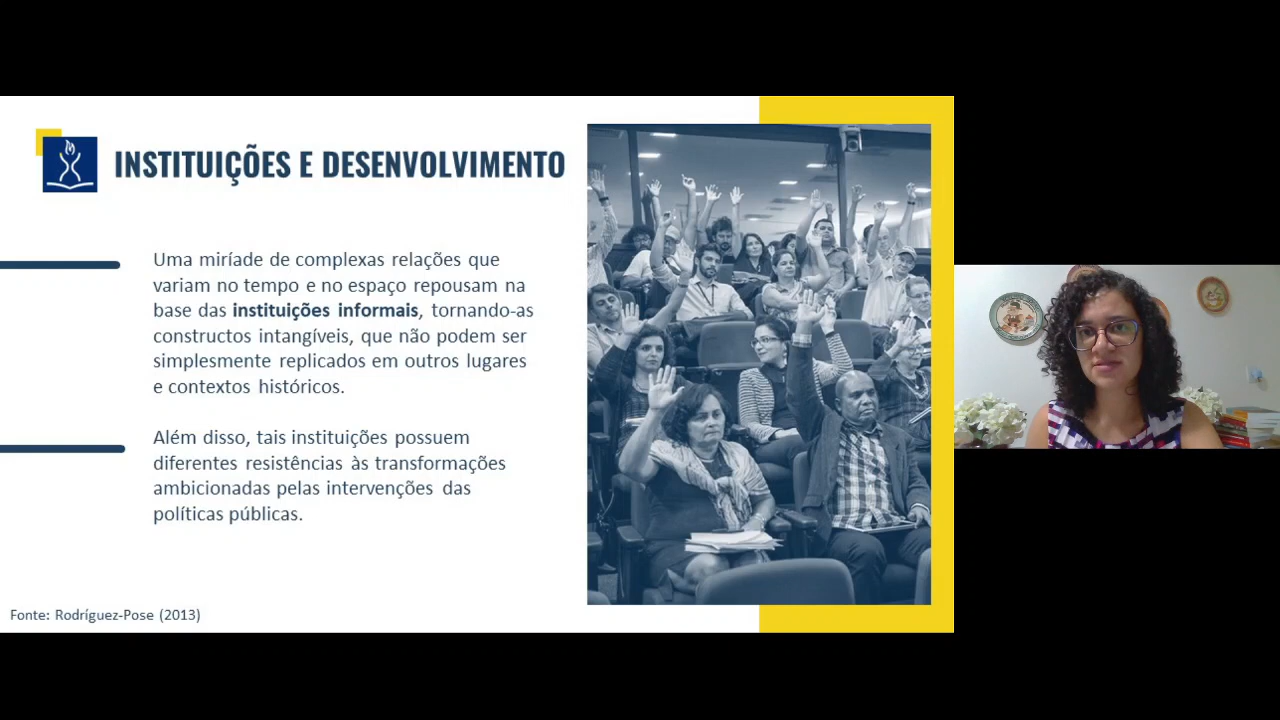 INSTITUIÇÕES E DESENVOLVIMENTO
Uma miríade de complexas relações que
variam no tempo e no espaço repousam na
base das instituições informais, tornando-as
constructos intangíveis, que não podem ser
simplesmente replicados em outros lugares
e contextos históricos.
Além disso, tais instituições possuem
diferentes resistências às transformações
ambicionadas pelas intervenções das
políticas públicas.
Fonte: Rodríguez-Pose (2013)